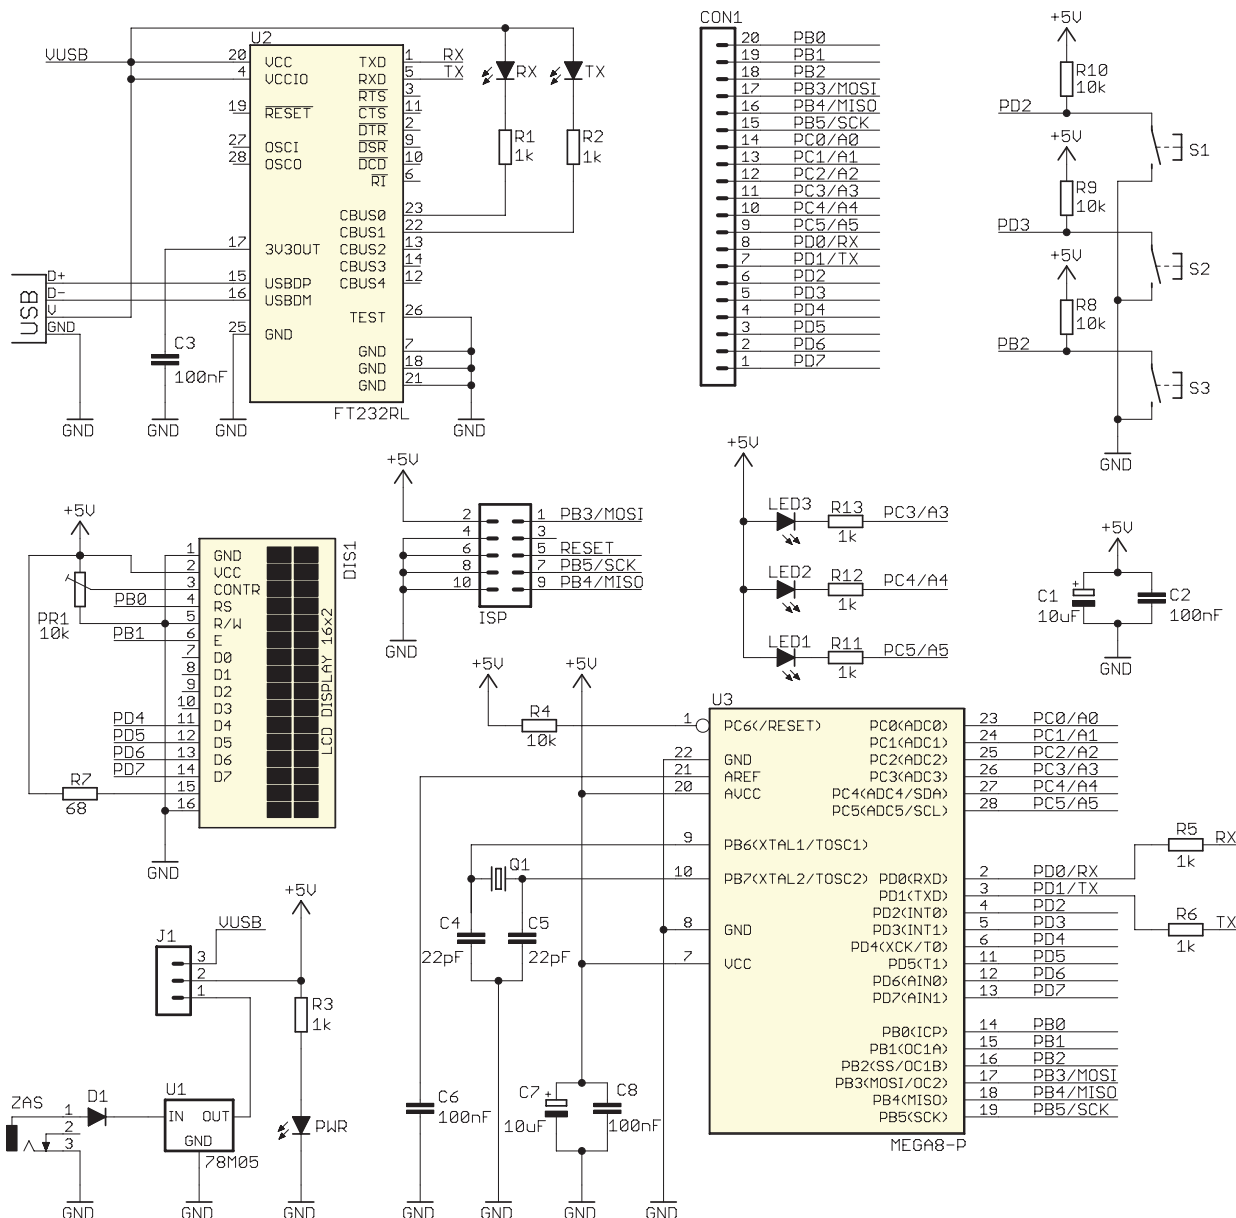 U2
VUSB
20 VCC
4 VCCIO
19 RESET
27 OSCI
28 OSCO
17 3V3OUT
15 USBDP
16 USBDM
25 GND
TXD 1 RX
RXD 5 TX
RTS 3
CTS 11
DTR 2
DSR 9
DCD 10
RI 6
CBUS0 23
CBUS1 22
CBUS2 13
CBUS3 14
CBUS4 12
TEST 26
GND 7
GND 18
GND 21
FT232RL
GND
RX
TX
R1
1k
R2
1k
USB
D+
D-
V
GND
GND
C3
100nF
GND
GND
CON1
20 PB0
19 PB1
18 PB2
17 PB3/MOSI
16 PB4/MISO
15 PB5/SCK
14 PC0/A0
13 PC1/A1
12 PC2/A2
11 PC3/A3
10 PC4/A4
9 PC5/A5
8 PD0/RX
7 PD1/TX
6 PD2
5 PD3
4 PD4
3 PD5
2 PD6
1 PD7
+5V
R10
10k
PD2
S1
+5V
R9
10k
PD3
S2
+5V
R8
10k
PB2
S3
GND
+5V
PR1
10k
PB0
PB1
PD4
PD5
PD6
PD7
R7
68
1 GND
2 VCC
3 CONTR
4 RS
5 R/W
6 E
7 D0
8 D1
9 D2
10 D3
11 D4
12 D5
13 D6
14 D7
15
16
DIS1
LCD DISPLAY 16x2
GND
+5V
2
4
6
8
10
1 PB3/MOSI
3
5 RESET
7 PB5/SCK
9 PB4/MISO
ISP
GND
+5V
LED3 R13 PC3/A3
1k
LED2 R12 PC4/A4
1k
LED1 R11 PC5/A5
1k
+5V
C1
10uF
C2
100nF
GND
+5V
+5V
R4
10k
U3
1 PC6(/RESET)
22 GND
21 AREF
20 AVCC
9 PB6(XTAL1/TOSC1)
10 PB7(XTAL2/TOSC2)
8 GND
7 VCC
PC0(ADC0) 23 PC0/A0
PC1(ADC1) 24 PC1/A1
PC2(ADC2) 25 PC2/A2
PC3(ADC3) 26 PC3/A3
PC4(ADC4/SDA) 27 PC4/A4
PC5(ADC5/SCL) 28 PC5/A5
PD0(RXD) 2 PD0/RX
PD1(TXD) 3 PD1/TX
PD2(INT0) 4 PD2
PD3(INT1) 5 PD3
PD4(XCK/T0) 6 PD4
PD5(T1) 11 PD5
PD6(AIN0) 12 PD6
PD7(AIN1) 13 PD7
PB0(ICP) 14 PB0
PB1(OC1A) 15 PB1
PB2(SS/OC1B) 16 PB2
PB3(MOSI/OC2) 17 PB3/MOSI
PB4(MISO) 18 PB4/MISO
PB5(SCK) 19 PB5/SCK
MEGA8-P
R5 RX
1k
R6 TX
1k
Q1
C4
22pF
C5
22pF
C6
100nF
C7
10uF
C8
100nF
GND
GND
GND
GND
J1
VUSB
3
2
1
+5V
R3
1k
PWR
GND
ZAS
1
2
3
D1
U1
IN OUT
GND
78M05
GND
GND